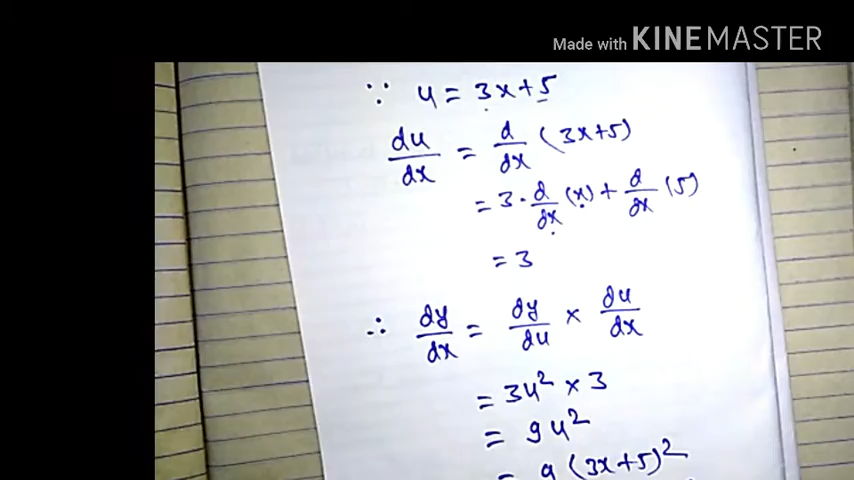 Made with KINEMASTER
∵ u = 3x+5
du/dx = d/dx (3x+5)
= 3 · d/dx (x) + d/dx (5)
= 3
∴ dy/dx = dy/du × du/dx
= 3u² × 3
= 9u²
= 9 (3x+5)²